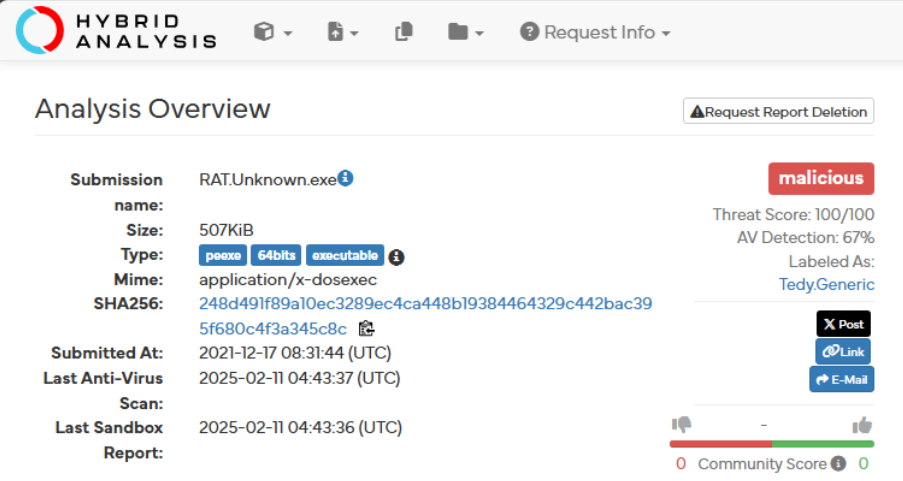 HYBRID
ANALYSIS
Request Info
Analysis Overview
Request Report Deletion
Submission name: RAT.Unknown.exe
Size: 507KiB
Type: peexe 64bits executable
Mime: application/x-dosexec
SHA256: 248d491f89a10ec3289ec4ca448b19384464329c442bac39
5f680c4f3a345c8c
Submitted At: 2021-12-17 08:31:44 (UTC)
Last Anti-Virus Scan: 2025-02-11 04:43:37 (UTC)
Last Sandbox Report: 2025-02-11 04:43:36 (UTC)
malicious
Threat Score: 100/100
AV Detection: 67%
Labeled As:
Tedy.Generic
X Post
Link
E-Mail
-
0 Community Score 0